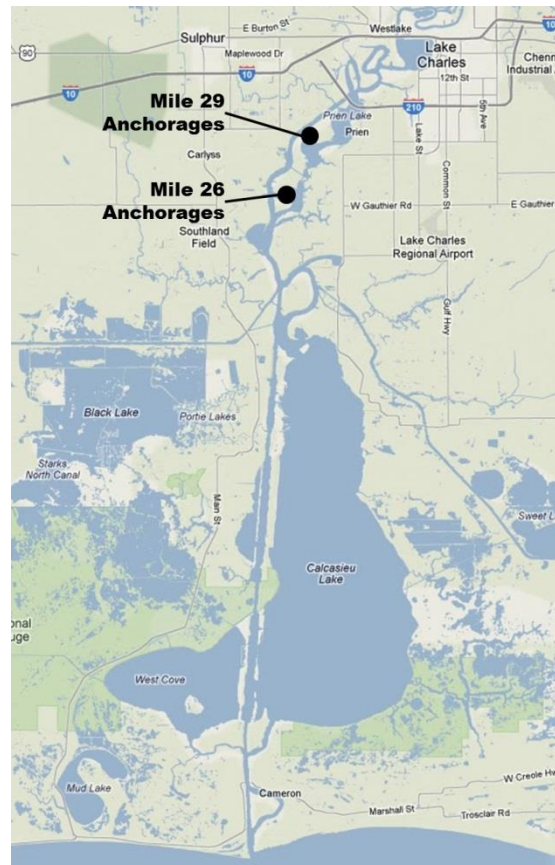 E Burton St
Westlake
10
Sulphur
90
Maplewood Dr
Lake
Charles
10
Industrial
12th St
10
210
Mile 29
Anchorages
Prien Lake
Prien
Lake St
5th Ave
Carlyss
Common St
Mile 26
Anchorages
W Gauthier Rd
E Gauthier
Southland
Field
Lake Charles
Regional Airport
Gulf Hwy
Black Lake
Portie Lakes
Starks
North Canal
Main St
Sweet L
Calcasieu
Lake
onal
uge
West Cove
Mud Lake
Cameron
W Creole Hw
Marshall St
Trosclair Rd